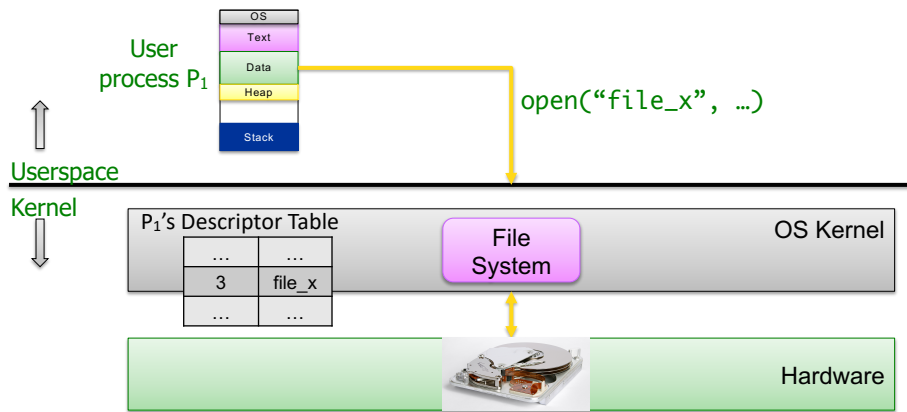 OS
Text
Data
Heap
Stack
User
process P₁
open(“file_x”, …)
Userspace
Kernel
P₁’s Descriptor Table
… …
3 file_x
… …
File
System
OS Kernel
Hardware